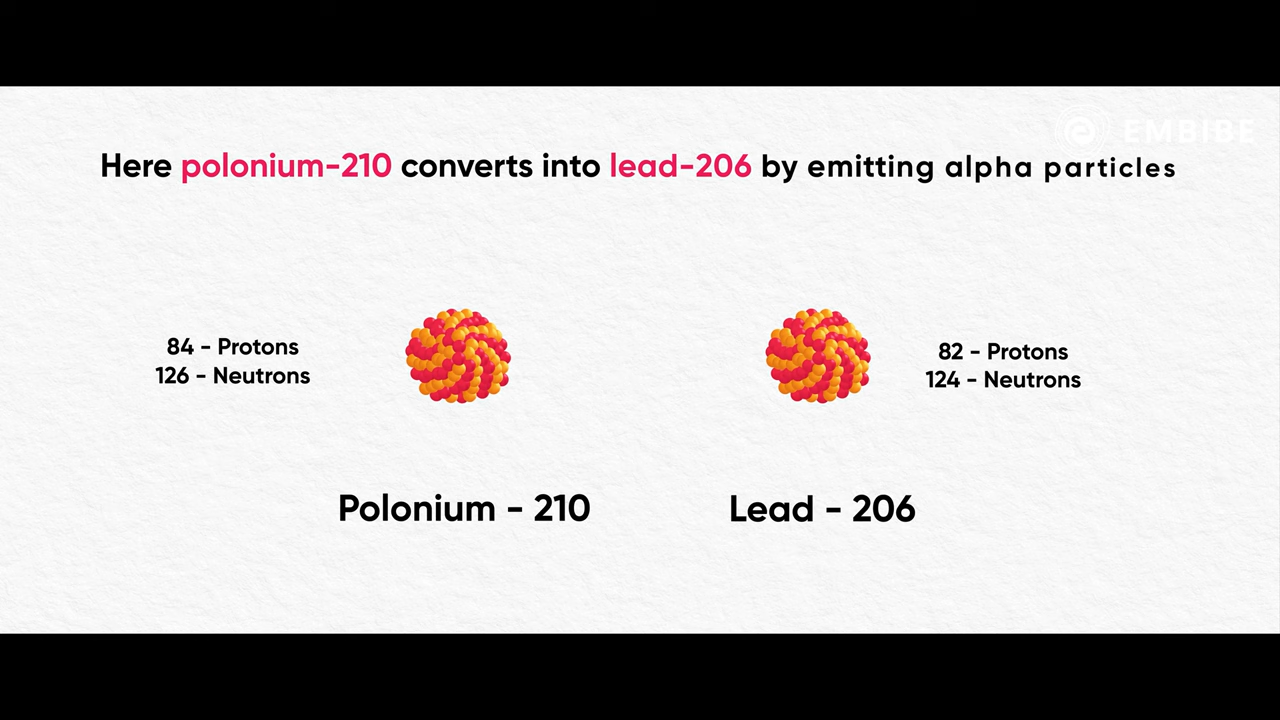 EMBIBE
Here polonium-210 converts into lead-206 by emitting alpha particles
84 - Protons
126 - Neutrons
82 - Protons
124 - Neutrons
Polonium - 210
Lead - 206